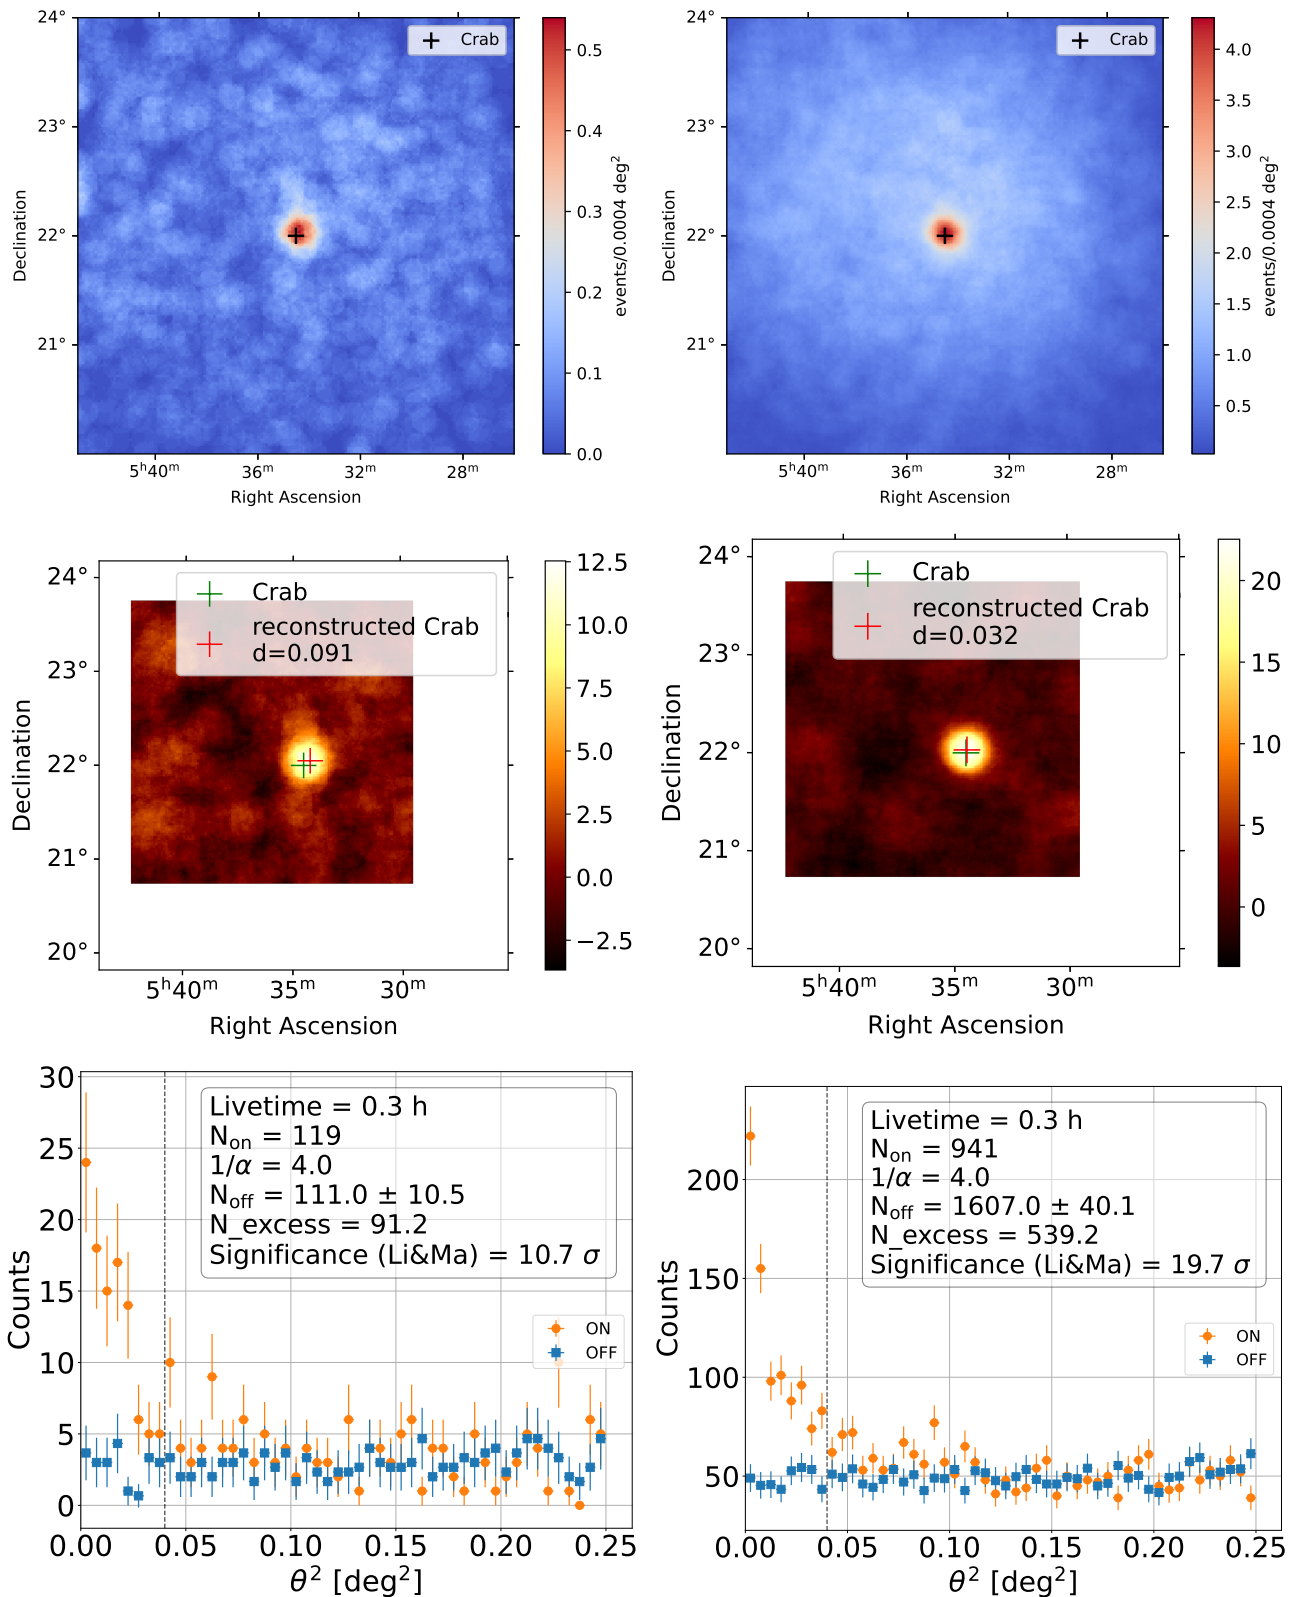 24°
23°
22°
21°
Declination
5ʰ40ᵐ
36ᵐ
32ᵐ
28ᵐ
Right Ascension
Crab
0.5
0.4
0.3
0.2
0.1
0.0
events/0.0004 deg²
24°
23°
22°
21°
Declination
5ʰ40ᵐ
36ᵐ
32ᵐ
28ᵐ
Right Ascension
Crab
4.0
3.5
3.0
2.5
2.0
1.5
1.0
0.5
events/0.0004 deg²
24°
23°
22°
21°
20°
Declination
5ʰ40ᵐ
35ᵐ
30ᵐ
Right Ascension
Crab
reconstructed Crab
d=0.091
12.5
10.0
7.5
5.0
2.5
0.0
−2.5
24°
23°
22°
21°
20°
Declination
5ʰ40ᵐ
35ᵐ
30ᵐ
Right Ascension
Crab
reconstructed Crab
d=0.032
20
15
10
5
0
30
25
20
15
10
5
0
Counts
Livetime = 0.3 h
Nₒₙ = 119
1/α = 4.0
N_off = 111.0 ± 10.5
N_excess = 91.2
Significance (Li&Ma) = 10.7 σ
ON
OFF
0.00
0.05
0.10
0.15
0.20
0.25
θ² [deg²]
200
150
100
50
Counts
Livetime = 0.3 h
Nₒₙ = 941
1/α = 4.0
N_off = 1607.0 ± 40.1
N_excess = 539.2
Significance (Li&Ma) = 19.7 σ
ON
OFF
0.00
0.05
0.10
0.15
0.20
0.25
θ² [deg²]